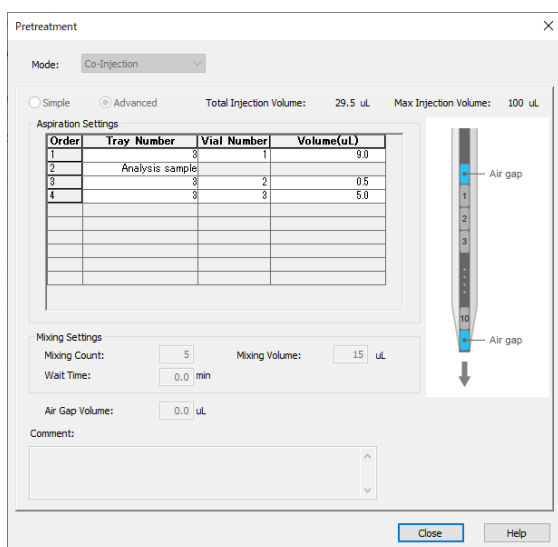 Pretreatment
Mode: Co-Injection
Simple Advanced Total Injection Volume: 29.5 uL Max Injection Volume: 100 uL
Aspiration Settings
Order Tray Number Vial Number Volume(uL)
1 3 1 9.0
2 Analysis sample
3 3 2 0.5
4 3 3 5.0
Air gap
1
2
3
10
Air gap
Mixing Settings
Mixing Count: 5 Mixing Volume: 15 uL
Wait Time: 0.0 min
Air Gap Volume: 0.0 uL
Comment:
Close Help